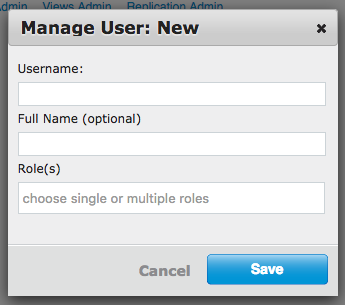 dmin Views Admin Replication Admin
Manage User: New
Username:
Full Name (optional)
Role(s)
choose single or multiple roles
Cancel Save